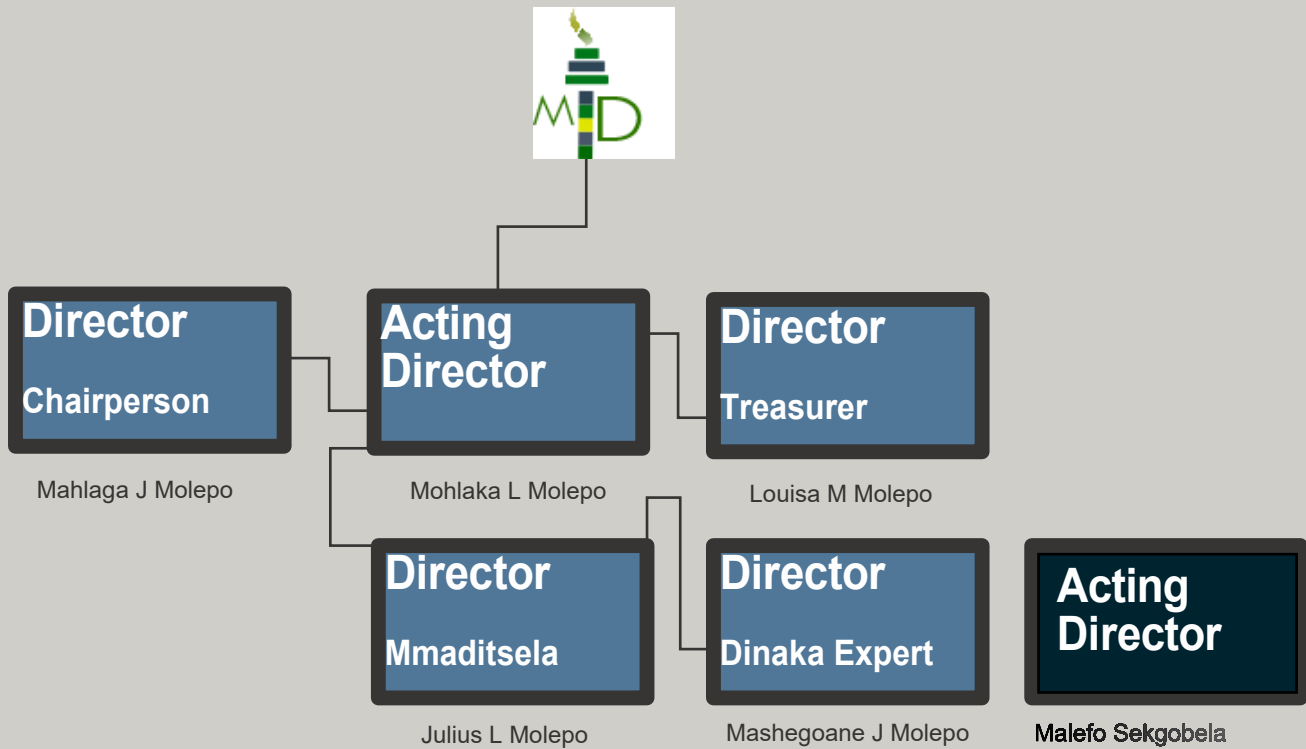 MTD
Director
Chairperson
Acting
Director
Director
Treasurer
Mahlaga J Molepo
Mohlaka L Molepo
Louisa M Molepo
Director
Mmaditsela
Director
Dinaka Expert
Acting
Director
Julius L Molepo
Mashegoane J Molepo
Malefo Sekgobela